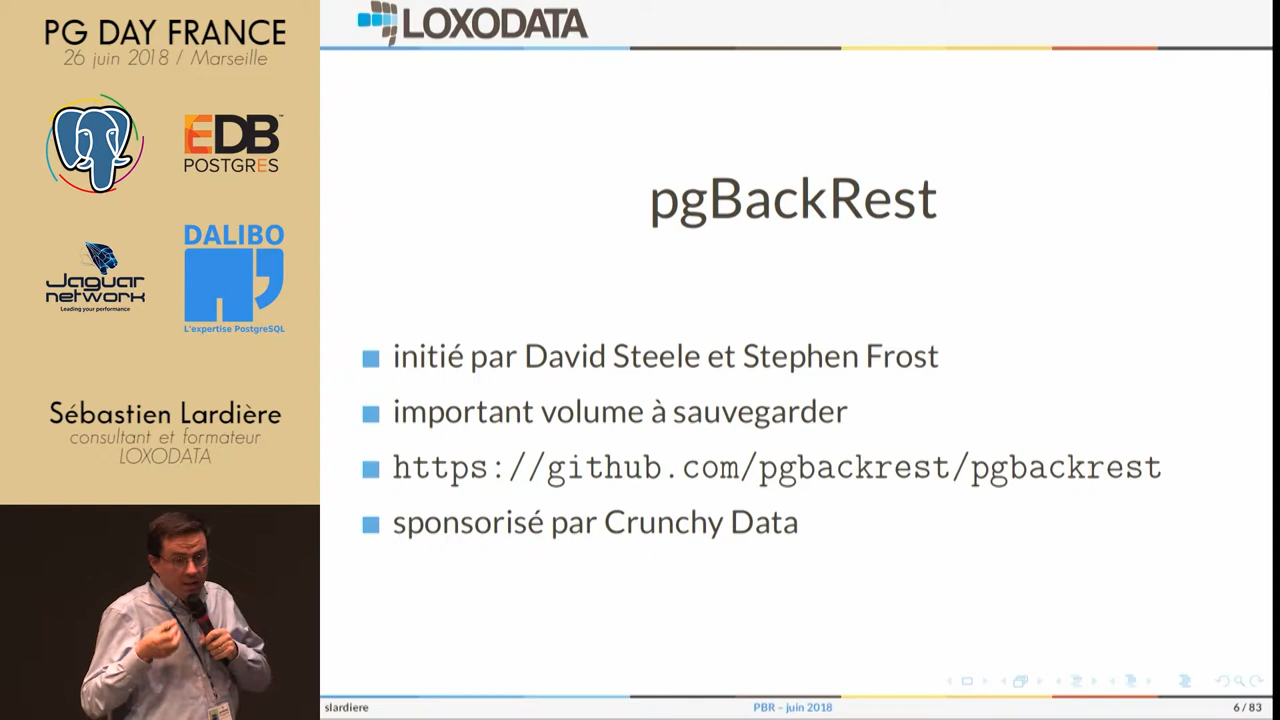 PG DAY FRANCE
26 juin 2018 / Marseille
EDB
POSTGRES
Jaguar
network
Leading your performance
DALIBO
L'expertise PostgreSQL
Sébastien Lardière
consultant et formateur
LOXODATA
LOXODATA
pgBackRest
initié par David Steele et Stephen Frost
important volume à sauvegarder
https://github.com/pgbackrest/pgbackrest
sponsorisé par Crunchy Data
slardiere
PBR – juin 2018
6 / 83